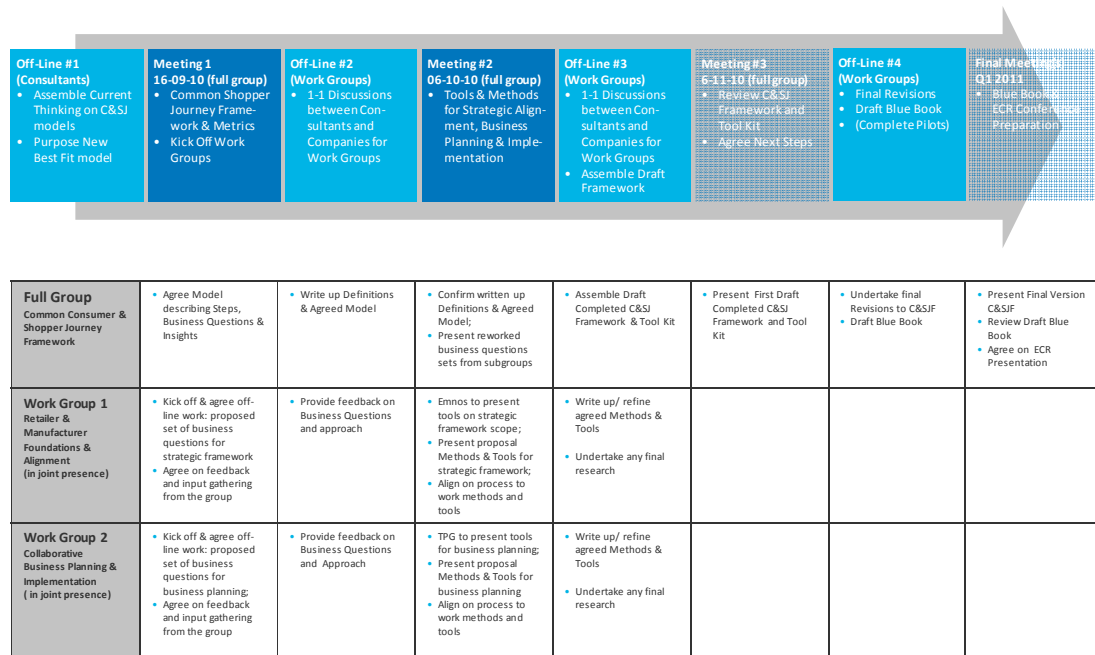 Off-Line #1
(Consultants)
• Assemble Current
Thinking on C&SJ
models
• Purpose New
Best Fit model
Meeting 1
16-09-10 (full group)
• Common Shopper
Journey Frame-
work & Metrics
• Kick Off Work
Groups
Off-Line #2
(Work Groups)
• 1-1 Discussions
between Con-
sultants and
Companies for
Work Groups
Meeting #2
06-10-10 (full group)
• Tools & Methods
for Strategic Align-
ment, Business
Planning & Imple-
mentation
Off-Line #3
(Work Groups)
• 1-1 Discussions
between Con-
sultants and
Companies for
Work Groups
• Assemble Draft
Framework
Meeting #3
6-11-10 (full group)
• Review C&SJ
Framework and
Tool Kit
• Agree Next Steps
Off-Line #4
(Work Groups)
• Final Revisions
• Draft Blue Book
• (Complete Pilots)
Final Meeting
Q1 2011
• Blue Book
ECR Conference
Preparation
Full Group
Common Consumer &
Shopper Journey
Framework
• Agree Model
describing Steps,
Business Questions &
Insights
• Write up Definitions
& Agreed Model
• Confirm written up
Definitions & Agreed
Model;
• Present reworked
business questions
sets from subgroups
• Assemble Draft
Completed C&SJ
Framework & Tool Kit
• Present First Draft
Completed C&SJ
Framework and Tool
Kit
• Undertake final
Revisions to C&SJF
• Draft Blue Book
• Present Final Version
C&SJF
• Review Draft Blue
Book
• Agree on ECR
Presentation
Work Group 1
Retailer &
Manufacturer
Foundations &
Alignment
(in joint presence)
• Kick off & agree off-
line work: proposed
set of business
questions for
strategic framework
• Agree on feedback
and input gathering
from the group
• Provide feedback on
Business Questions
and approach
• Emnos to present
tools on strategic
framework scope;
• Present proposal
Methods & Tools for
strategic framework;
• Align on process to
work methods and
tools
• Write up/ refine
agreed Methods &
Tools
• Undertake any final
research
Work Group 2
Collaborative
Business Planning &
Implementation
( in joint presence)
• Kick off & agree off-
line work: proposed
set of business
questions for
business planning;
• Agree on feedback
and input gathering
from the group
• Provide feedback on
Business Questions
and Approach
• TPG to present tools
for business planning;
• Present proposal
Methods & Tools for
business planning
• Align on process to
work methods and
tools
• Write up/ refine
agreed Methods &
Tools
• Undertake any final
research